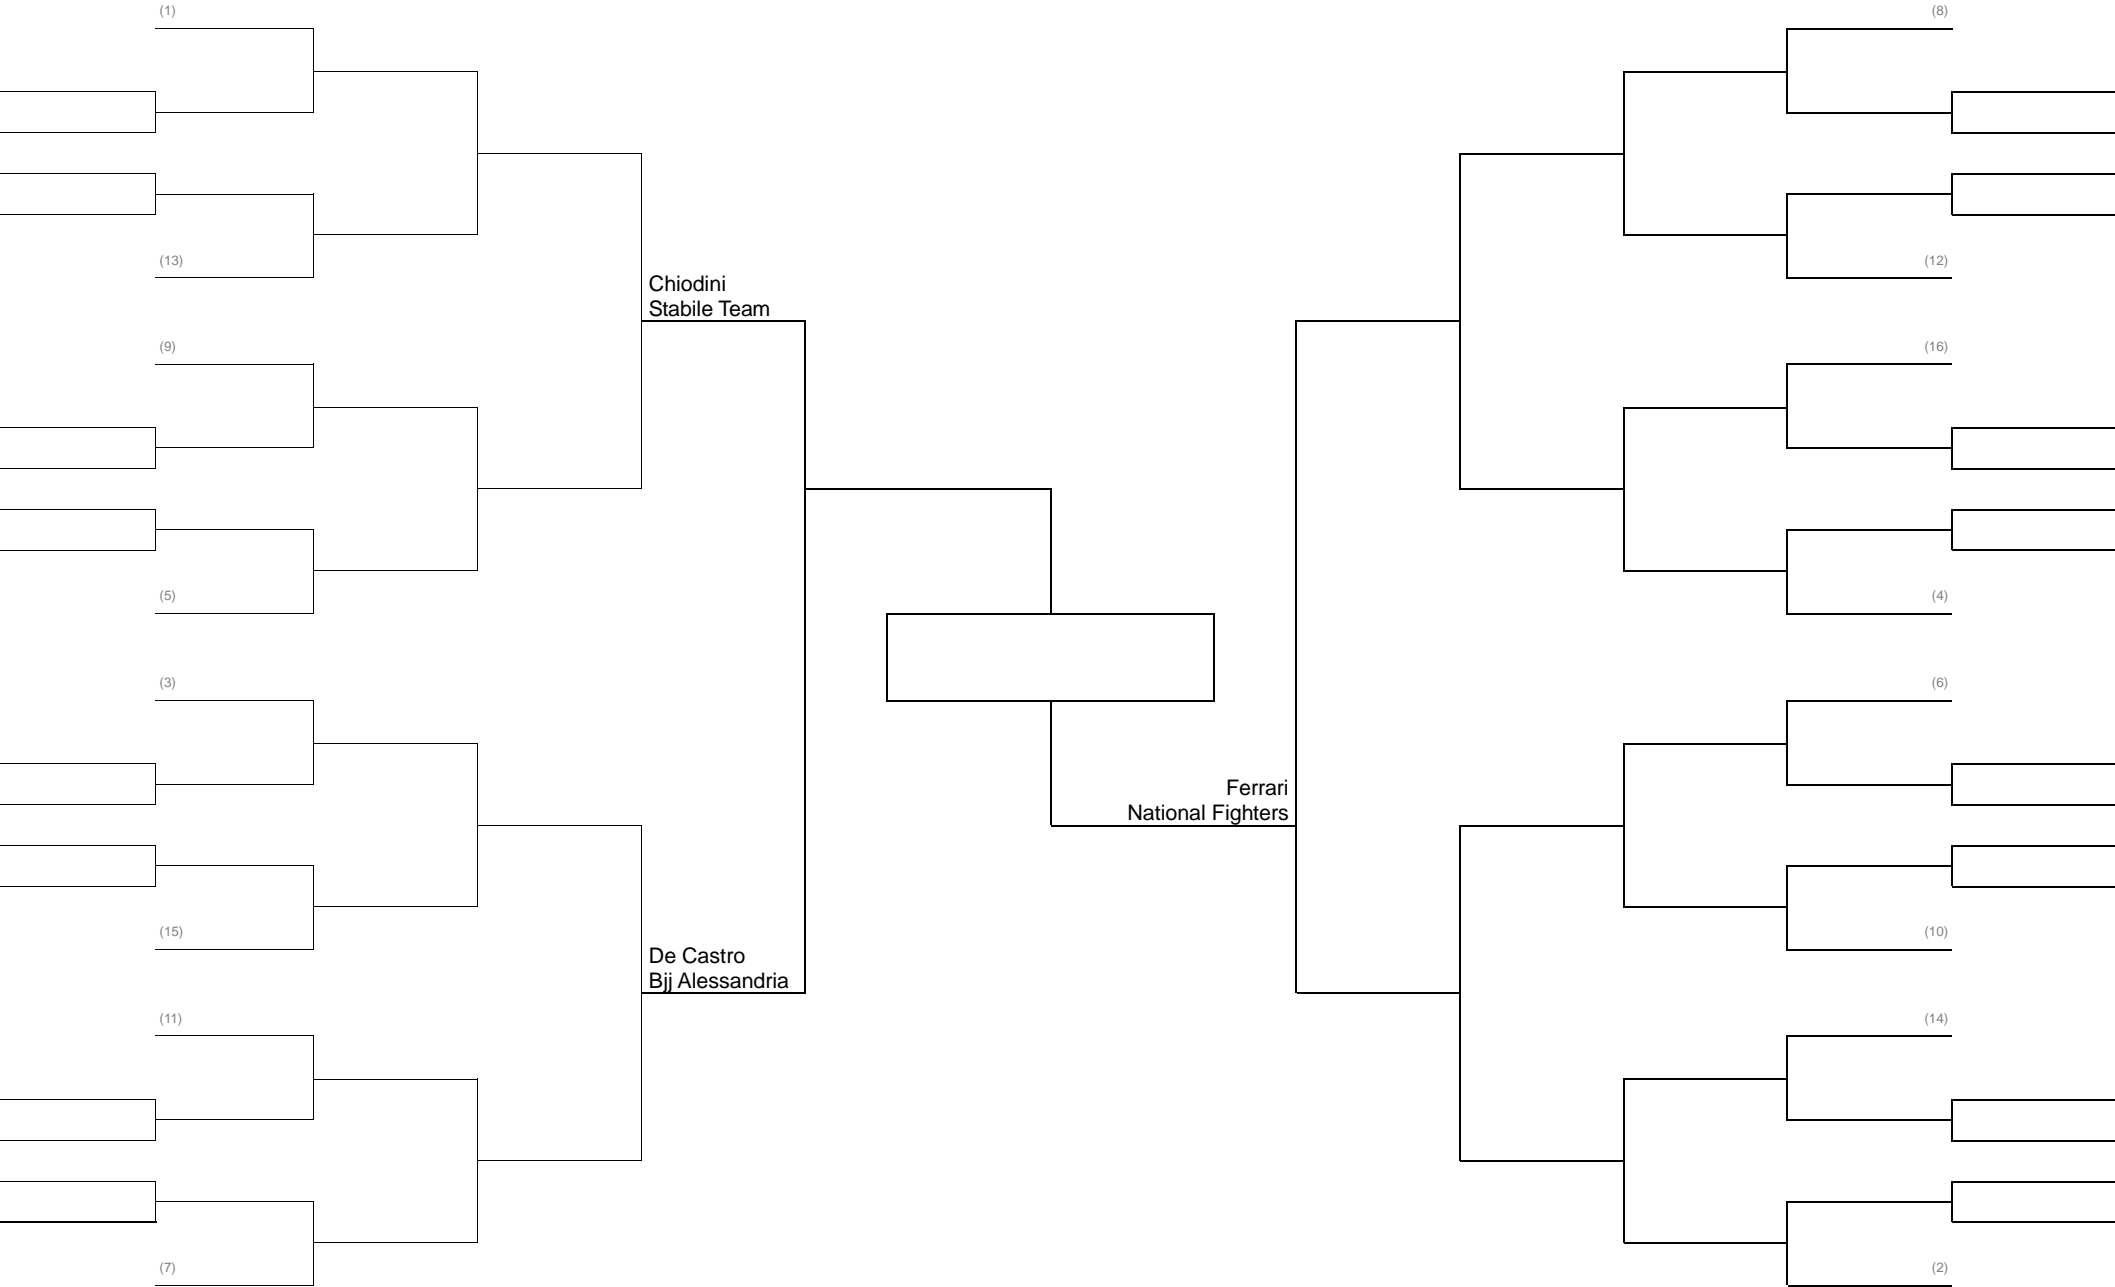 (1)
(8)
(13)
(12)
Chiodini
Stabile Team
(9)
(16)
(5)
(4)
(3)
(6)
Ferrari
National Fighters
(15)
(10)
De Castro
Bjj Alessandria
(11)
(14)
(7)
(2)